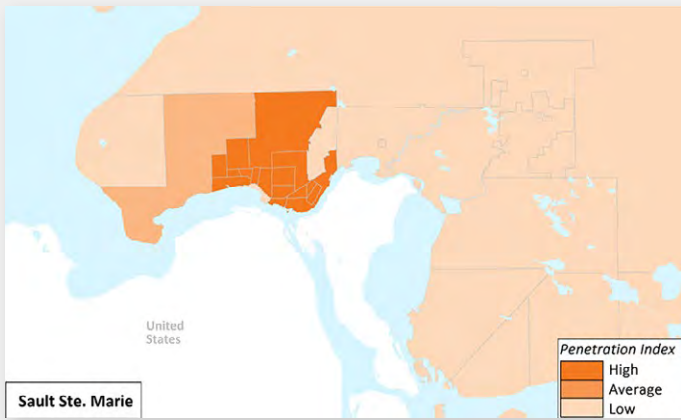 United
States
Penetration Index
High
Average
Low
Sault Ste. Marie